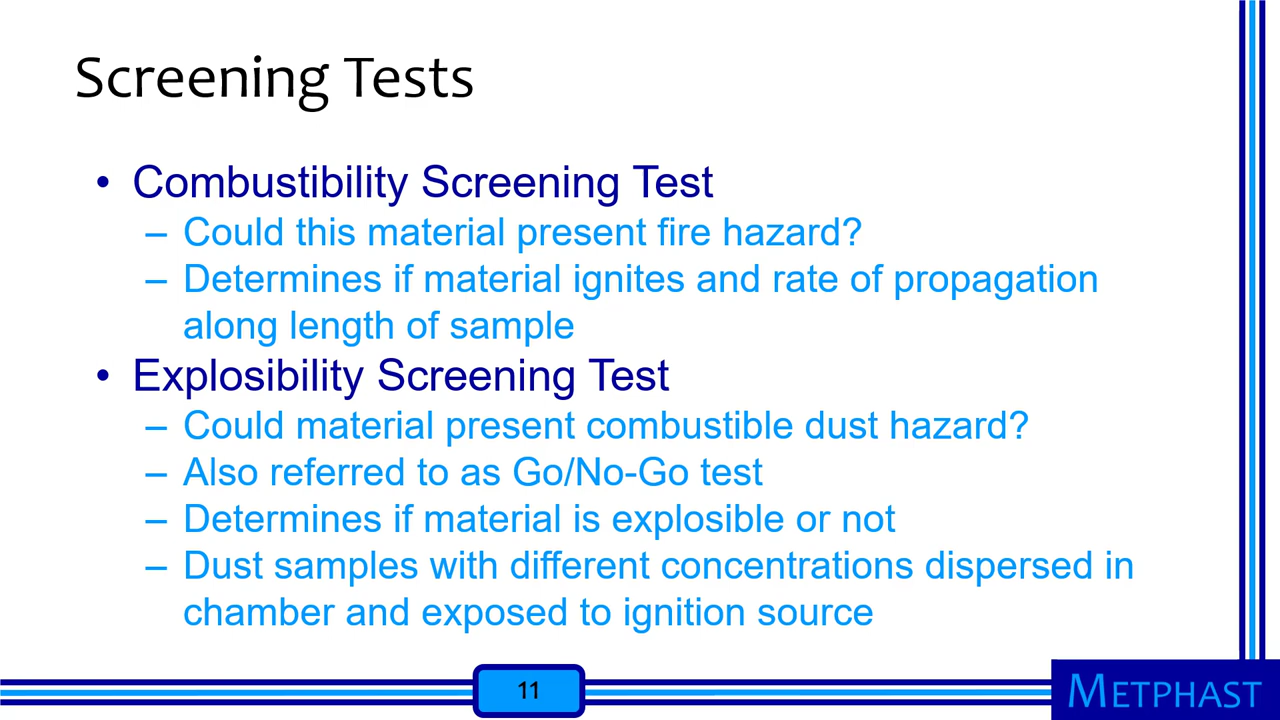 Screening Tests
• Combustibility Screening Test
– Could this material present fire hazard?
– Determines if material ignites and rate of propagation
along length of sample
• Explosibility Screening Test
– Could material present combustible dust hazard?
– Also referred to as Go/No-Go test
– Determines if material is explosible or not
– Dust samples with different concentrations dispersed in
chamber and exposed to ignition source
11
METPHAST